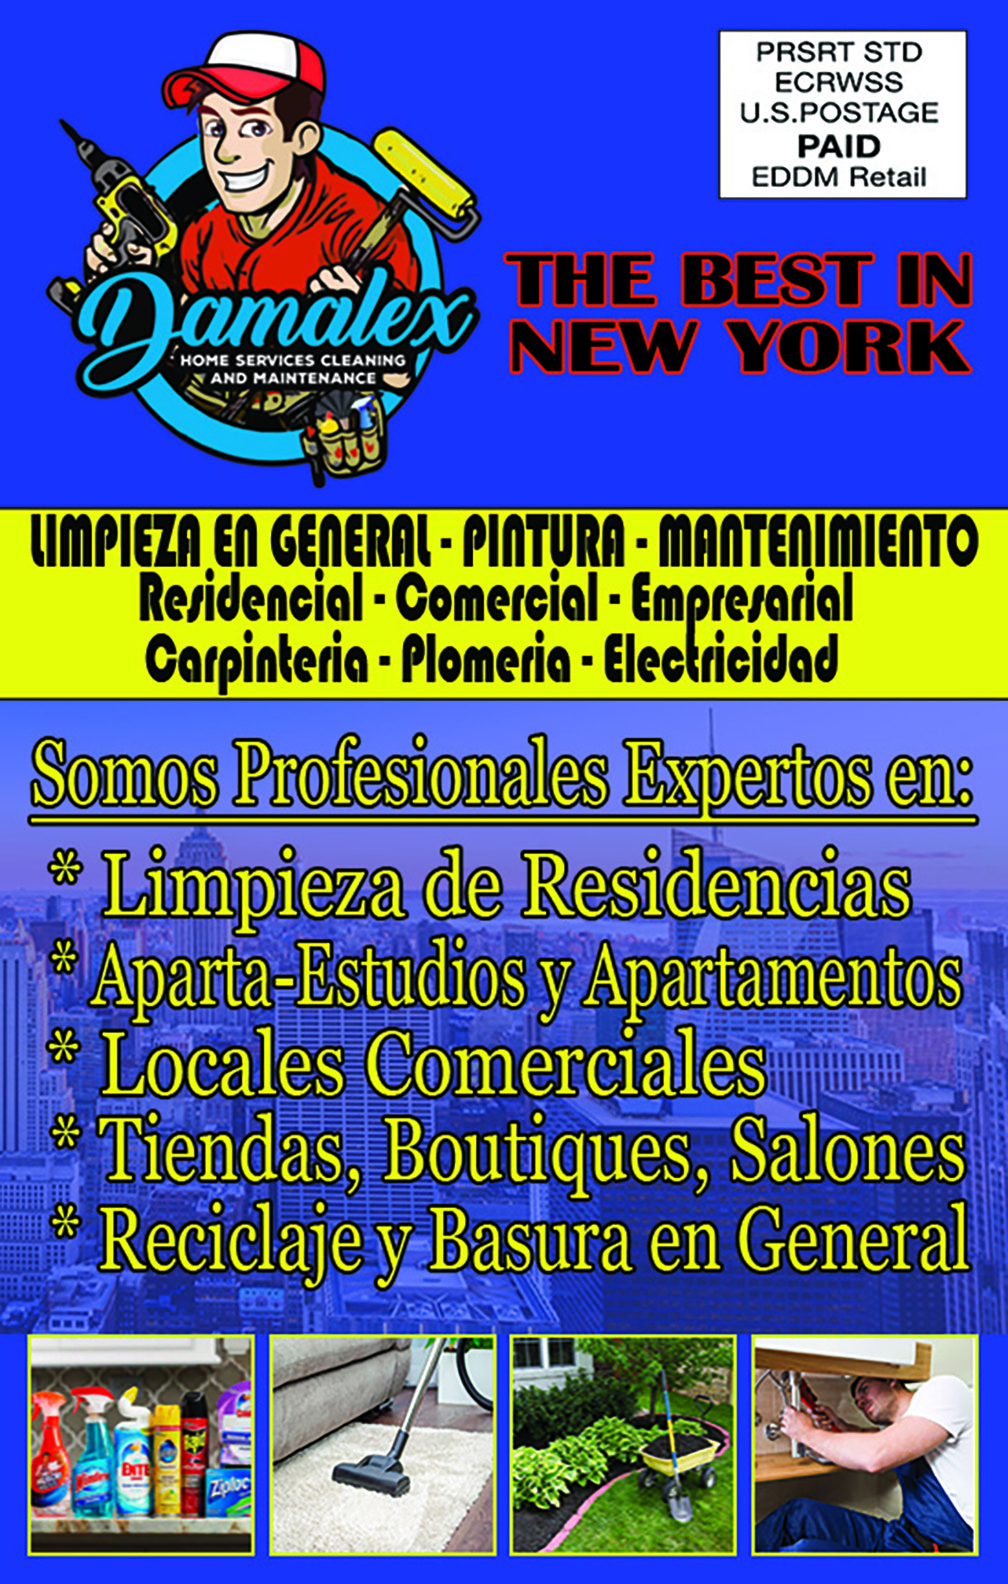 PRSRT STD
ECRWSS
U.S.POSTAGE
PAID
EDDM Retail
Damalex
HOME SERVICES CLEANING
AND MAINTENANCE
THE BEST IN
NEW YORK
LIMPIEZA EN GENERAL - PINTURA - MANTENIMIENTO
Residencial - Comercial - Empresarial
Carpinteria - Plomeria - Electricidad
Somos Profesionales Expertos en:
* Limpieza de Residencias
* Aparta-Estudios y Apartamentos
* Locales Comerciales
* Tiendas, Boutiques, Salones
* Reciclaje y Basura en General
Windex
Ziploc